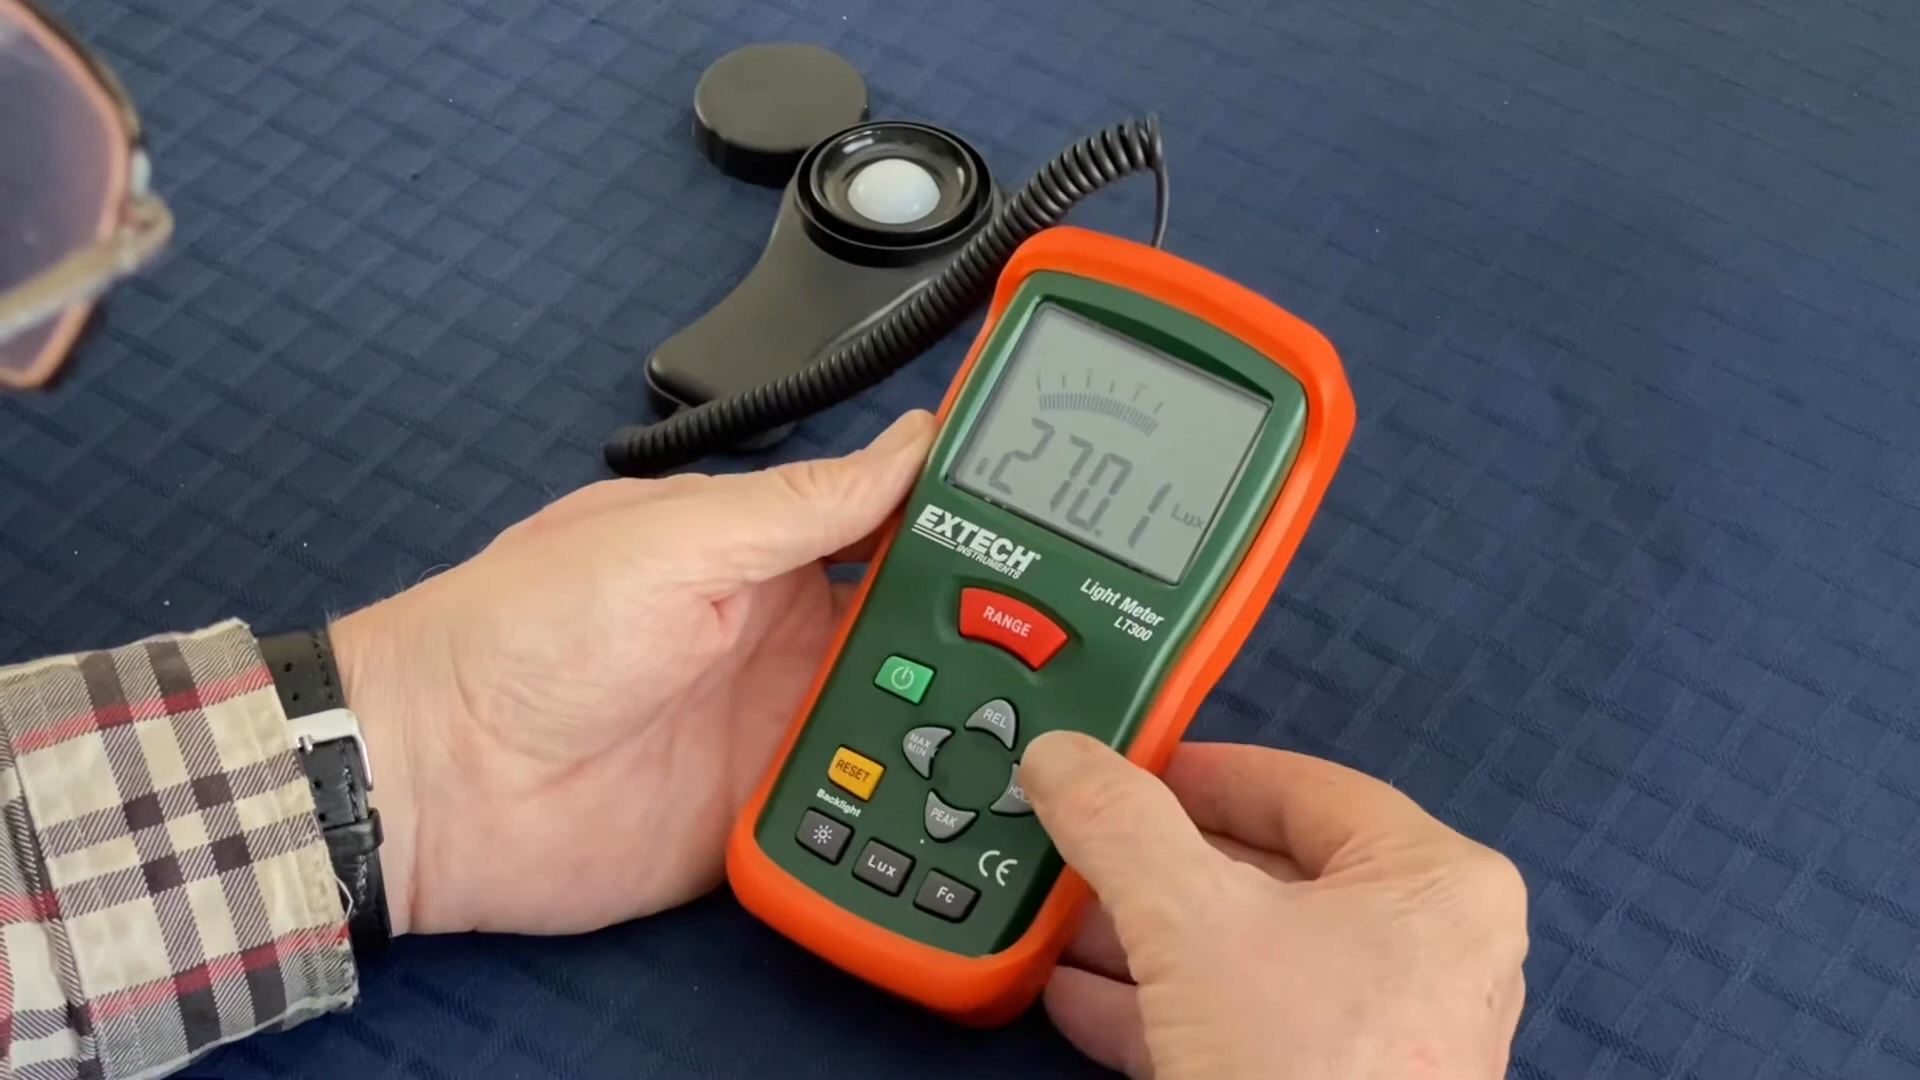 270.1 Lux
EXTECH®
INSTRUMENTS
Light Meter
LT300
RANGE
REL
MAX
MIN
RESET
PEAK
Backlight
Lux
Fc
CE